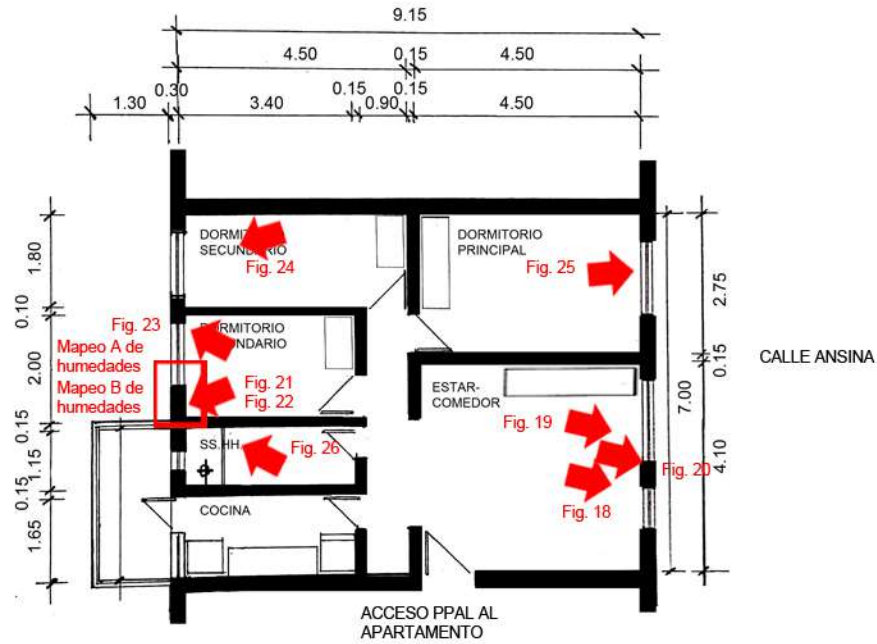 9.15
4.50 0.15 4.50
0.30 0.15 0.15
1.30 3.40 0.90 4.50
DORMITORIO
SECUNDARIO
Fig. 24
DORMITORIO
PRINCIPAL
Fig. 25
1.80
0.10
2.00
0.15
1.15
0.15
1.65
Fig. 23
Mapeo A de
humedades
Mapeo B de
humedades
DORMITORIO
SECUNDARIO
Fig. 21
Fig. 22
SS.HH.
Fig. 26
COCINA
ESTAR-
COMEDOR
Fig. 19
Fig. 20
Fig. 18
2.75
0.15
7.00
4.10
CALLE ANSINA
ACCESO PPAL AL
APARTAMENTO